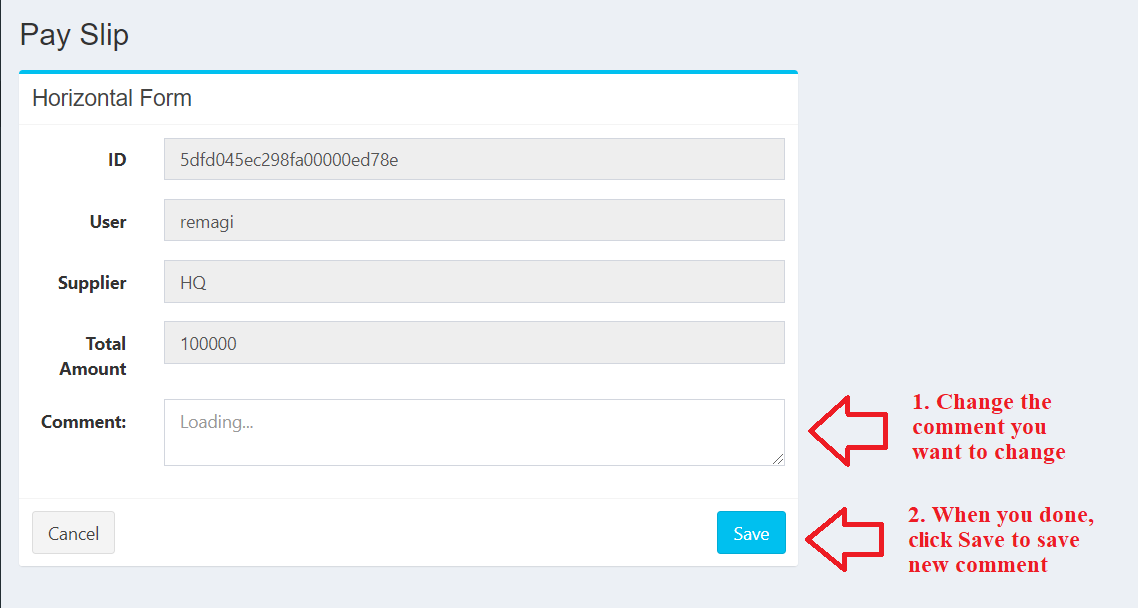 Pay Slip
Horizontal Form
ID
5dfd045ec298fa00000ed78e
User
remagi
Supplier
HQ
Total
Amount
100000
Comment:
Loading...
1. Change the
comment you
want to change
Cancel
Save
2. When you done,
click Save to save
new comment